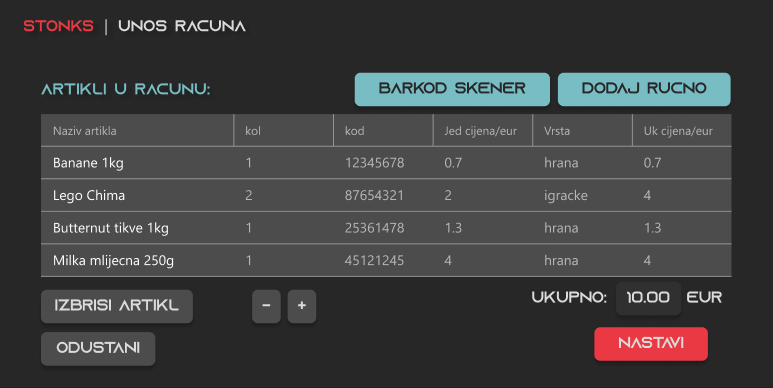 STONKS | UNOS RACUNA
ARTIKLI U RACUNU: BARKOD SKENER DODAJ RUCNO
Naziv artikla kol kod Jed cijena/eur Vrsta Uk cijena/eur
Banane 1kg 1 12345678 0.7 hrana 0.7
Lego Chima 2 87654321 2 igracke 4
Butternut tikve 1kg 1 25361478 1.3 hrana 1.3
Milka mlijecna 250g 1 45121245 4 hrana 4
IZBRISI ARTIKL - + UKUPNO: 10.00 EUR
ODUSTANI NASTAVI